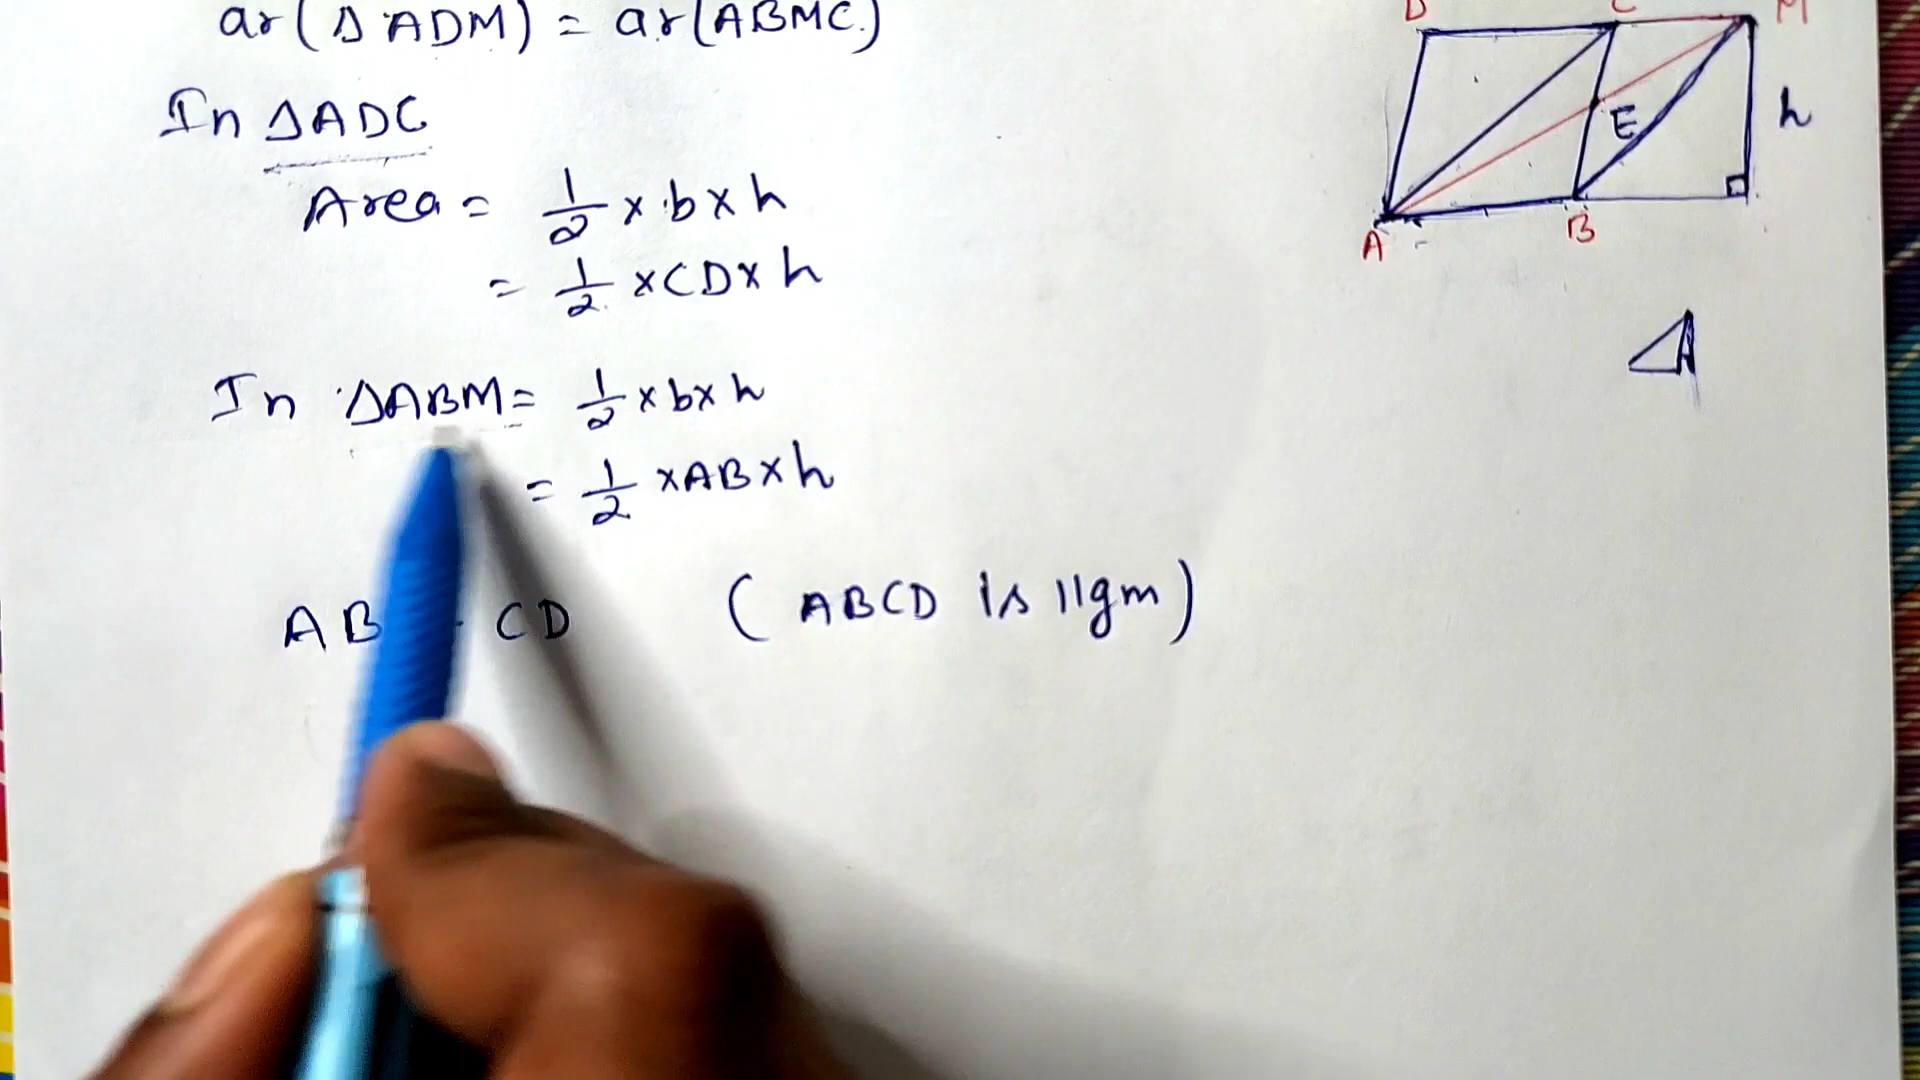 ar(ΔADM) = ar(ABMC)
In ΔADC
Area = 1/2 × b × h
= 1/2 × CD × h
In ΔABM = 1/2 × b × h
= 1/2 × AB × h
AB CD (ABCD is 11gm)
D C M
h
E
A B